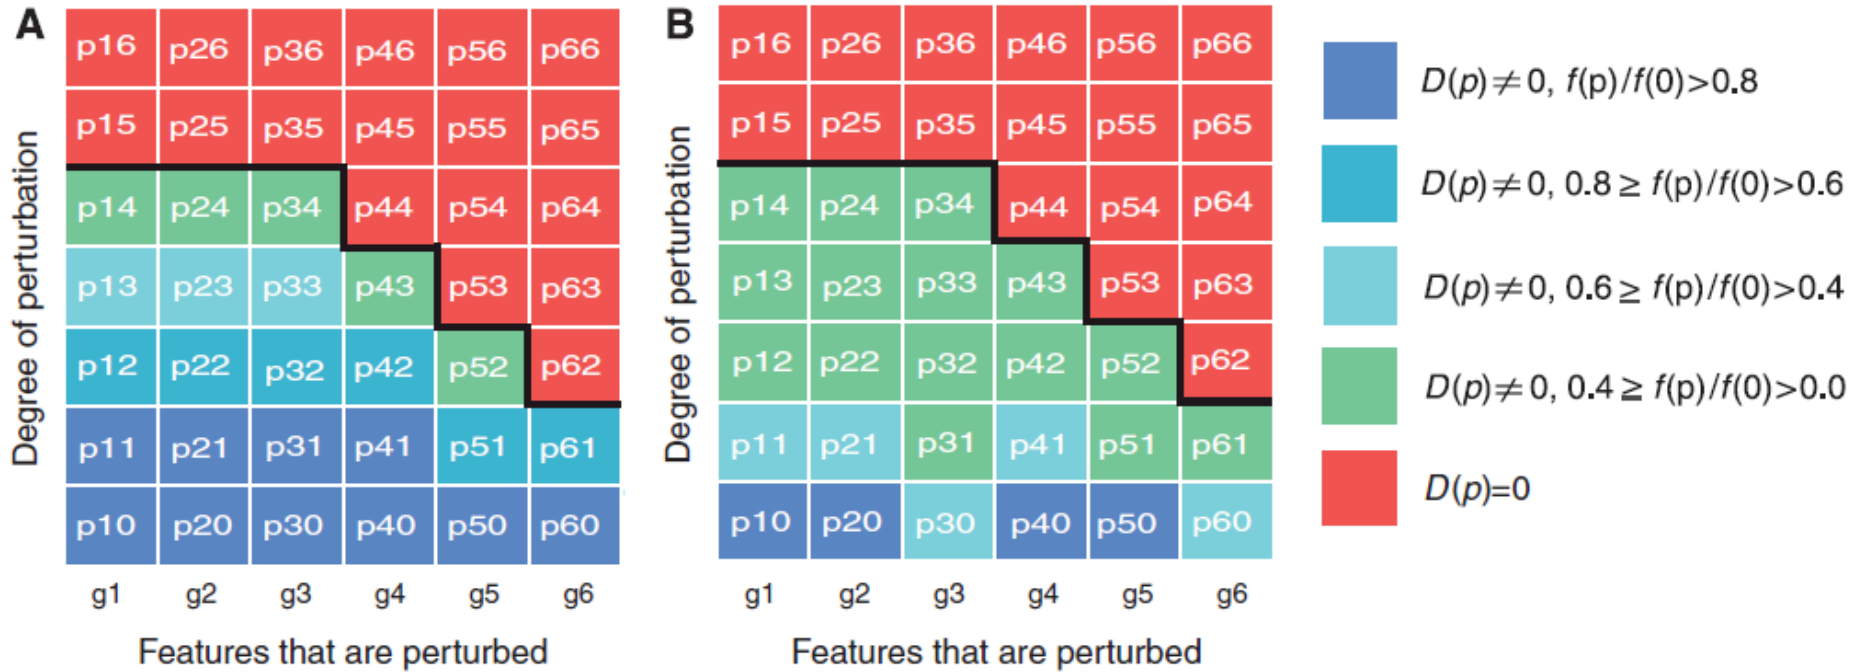 A
p16 p26 p36 p46 p56 p66
p15 p25 p35 p45 p55 p65
p14 p24 p34 p44 p54 p64
p13 p23 p33 p43 p53 p63
p12 p22 p32 p42 p52 p62
p11 p21 p31 p41 p51 p61
p10 p20 p30 p40 p50 p60
g1 g2 g3 g4 g5 g6
Features that are perturbed
Degree of perturbation
B
p16 p26 p36 p46 p56 p66
p15 p25 p35 p45 p55 p65
p14 p24 p34 p44 p54 p64
p13 p23 p33 p43 p53 p63
p12 p22 p32 p42 p52 p62
p11 p21 p31 p41 p51 p61
p10 p20 p30 p40 p50 p60
g1 g2 g3 g4 g5 g6
Features that are perturbed
Degree of perturbation
D(p)≠0, f(p)/f(0)>0.8
D(p)≠0, 0.8 ≥ f(p)/f(0)>0.6
D(p)≠0, 0.6 ≥ f(p)/f(0)>0.4
D(p)≠0, 0.4 ≥ f(p)/f(0)>0.0
D(p)=0